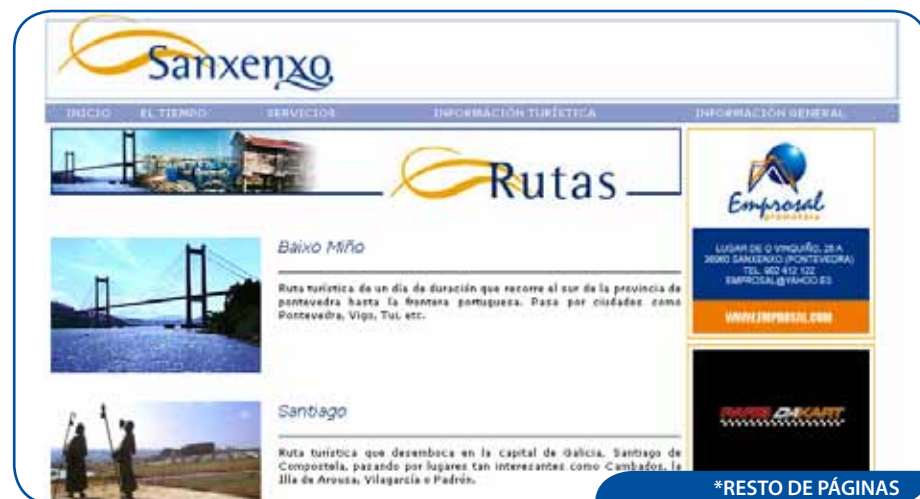 Sanxenxo
INICIO EL TIEMPO SERVICIOS INFORMACIÓN TURÍSTICA INFORMACIÓN GENERAL
Rutas
Baixo Miño
Ruta turística de un día de duración que recorre el sur de la provincia de
pontevedra hasta la frontera portuguesa. Pasa por ciudades como
Pontevedra, Vigo, Tui, etc.
Santiago
Ruta turística que desemboca en la capital de Galicia, Santiago de
Compostela, pasando por lugares tan interesantes como Cambados, la
Illa de Arousa, Vilagarcía o Padrón.
Emprosal
promotora
LUGAR DE O VINQUIÑO, 25 A
36960 SANXENXO (PONTEVEDRA)
TEL. 902 412 122
EMPROSAL@YAHOO.ES
WWW.EMPROSAL.COM
PARIS DAKART
*RESTO DE PÁGINAS